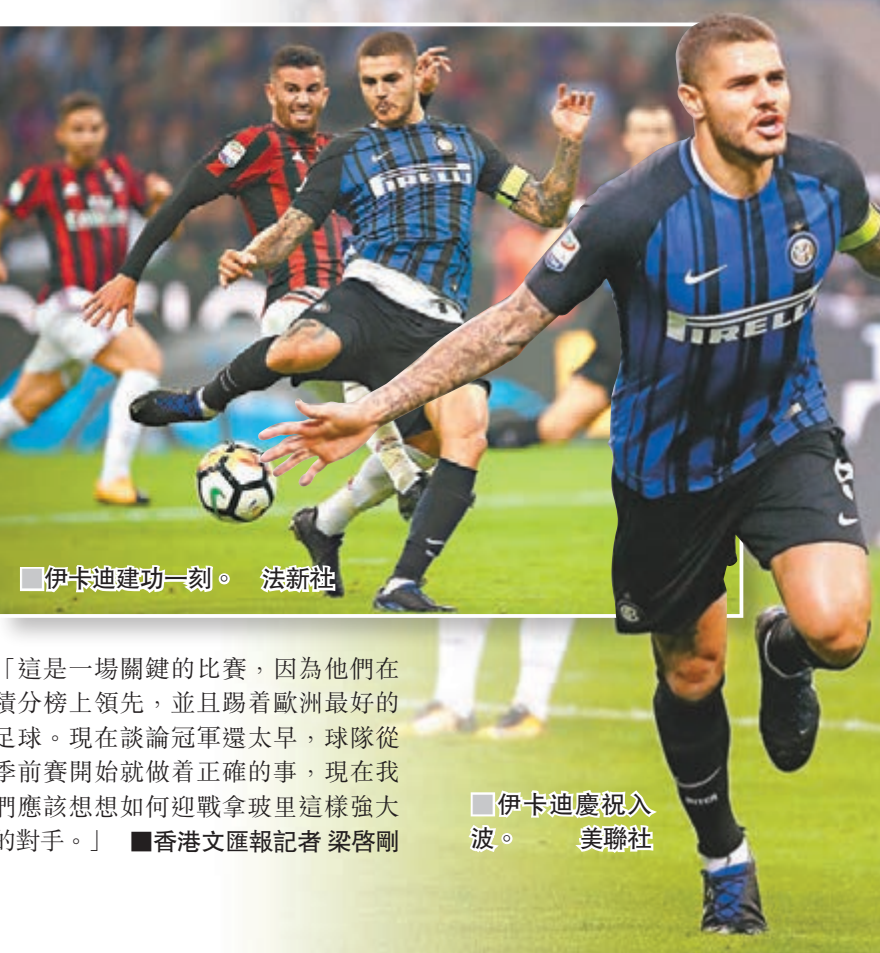 Emirates
PIRELLI
PIRELLI
INTER
■伊卡迪建功一刻。 法新社
「這是一場關鍵的比賽，因為他們在
積分榜上領先，並且踢着歐洲最好的
足球。現在談論冠軍還太早，球隊從
季前賽開始就做着正確的事，現在我
們應該想想如何迎戰拿玻里這樣強大
的對手。」 ■香港文匯報記者 梁啓剛
■伊卡迪慶祝入
波。 美聯社